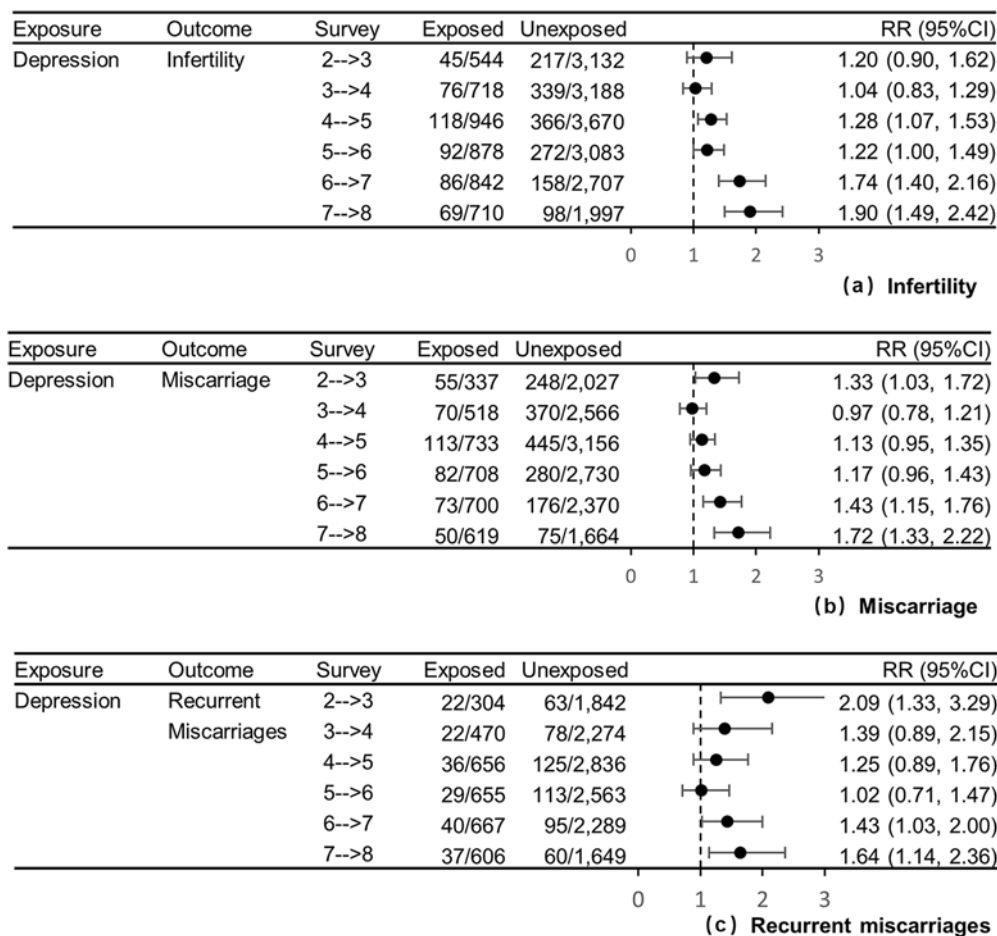 Exposure Outcome Survey Exposed Unexposed RR (95%CI)
Depression Infertility 2-->3 45/544 217/3,132 1.20 (0.90, 1.62)
3-->4 76/718 339/3,188 1.04 (0.83, 1.29)
4-->5 118/946 366/3,670 1.28 (1.07, 1.53)
5-->6 92/878 272/3,083 1.22 (1.00, 1.49)
6-->7 86/842 158/2,707 1.74 (1.40, 2.16)
7-->8 69/710 98/1,997 1.90 (1.49, 2.42)
0 1 2 3
(a) Infertility
Exposure Outcome Survey Exposed Unexposed RR (95%CI)
Depression Miscarriage 2-->3 55/337 248/2,027 1.33 (1.03, 1.72)
3-->4 70/518 370/2,566 0.97 (0.78, 1.21)
4-->5 113/733 445/3,156 1.13 (0.95, 1.35)
5-->6 82/708 280/2,730 1.17 (0.96, 1.43)
6-->7 73/700 176/2,370 1.43 (1.15, 1.76)
7-->8 50/619 75/1,664 1.72 (1.33, 2.22)
0 1 2 3
(b) Miscarriage
Exposure Outcome Survey Exposed Unexposed RR (95%CI)
Depression Recurrent 2-->3 22/304 63/1,842 2.09 (1.33, 3.29)
Miscarriages 3-->4 22/470 78/2,274 1.39 (0.89, 2.15)
4-->5 36/656 125/2,836 1.25 (0.89, 1.76)
5-->6 29/655 113/2,563 1.02 (0.71, 1.47)
6-->7 40/667 95/2,289 1.43 (1.03, 2.00)
7-->8 37/606 60/1,649 1.64 (1.14, 2.36)
0 1 2 3
(c) Recurrent miscarriages